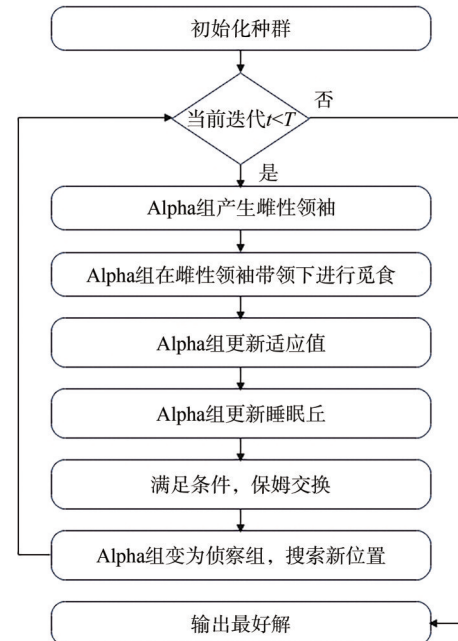 初始化种群
否
当前迭代t<T
是
Alpha组产生雌性领袖
Alpha组在雌性领袖带领下进行觅食
Alpha组更新适应值
Alpha组更新睡眠丘
满足条件，保姆交换
Alpha组变为侦察组，搜索新位置
输出最好解